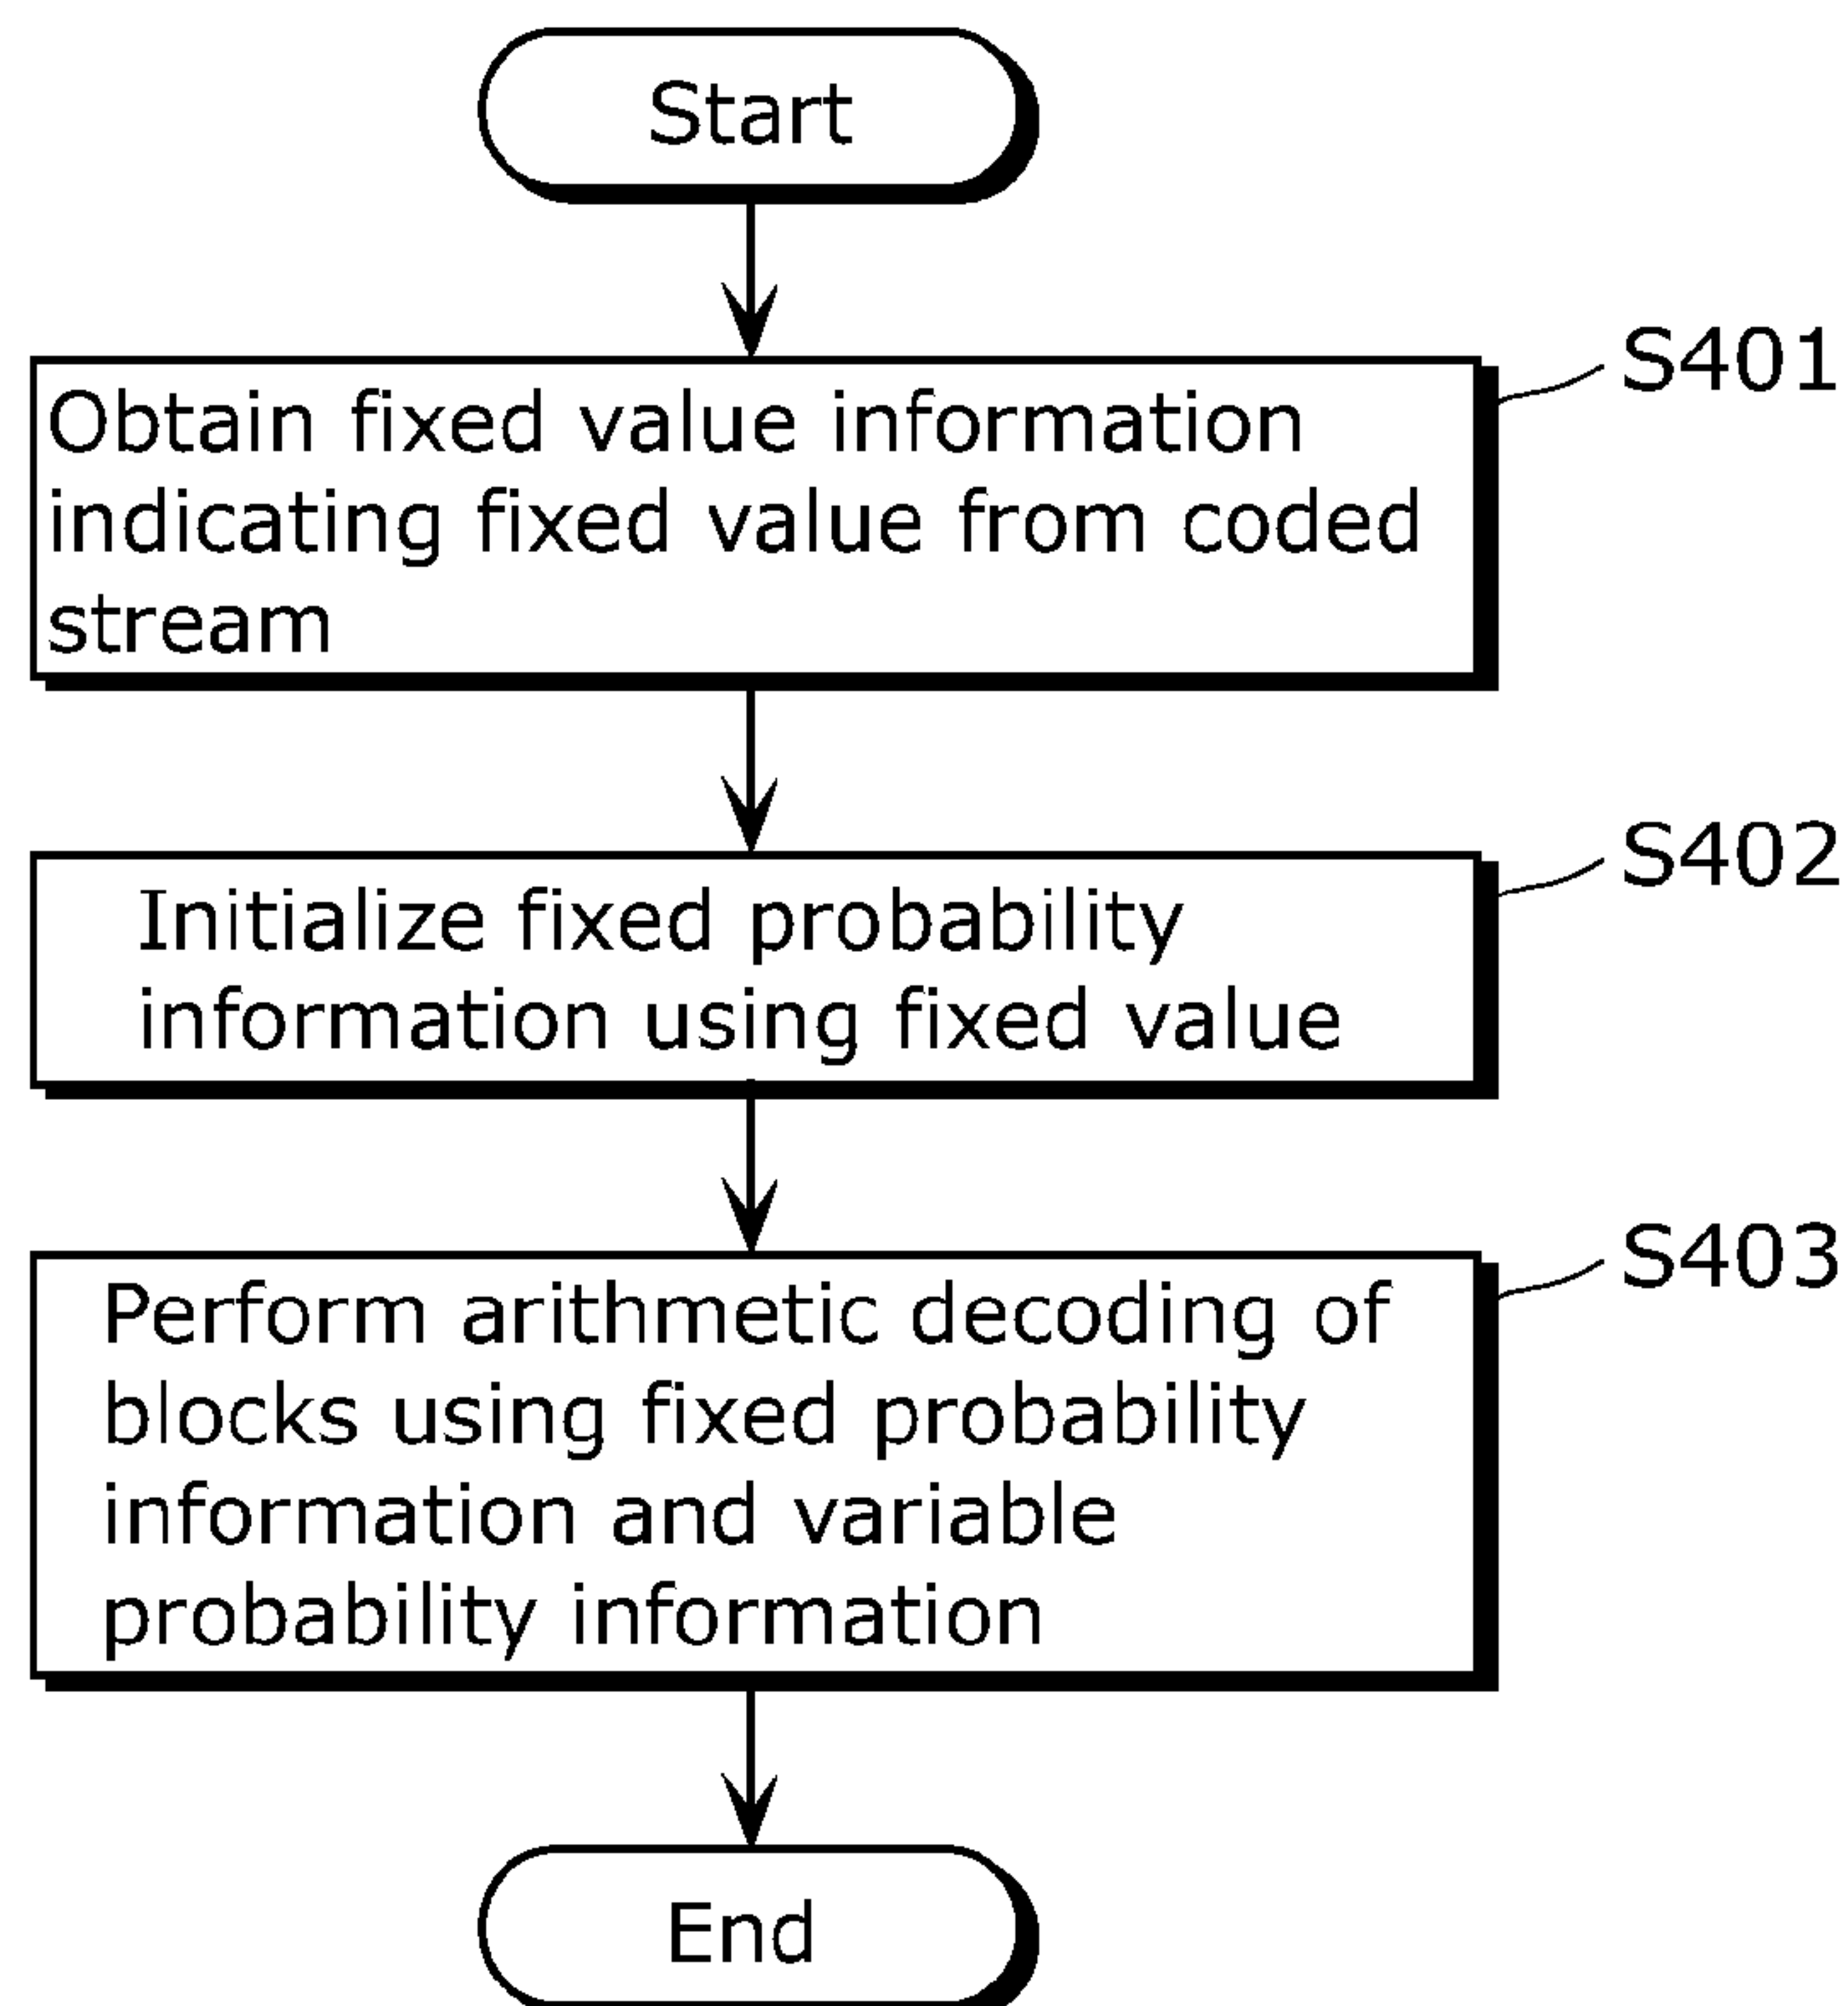 Start
S401
Obtain fixed value information
indicating fixed value from coded
stream
S402
Initialize fixed probability
information using fixed value
S403
Perform arithmetic decoding of
blocks using fixed probability
information and variable
probability information
End